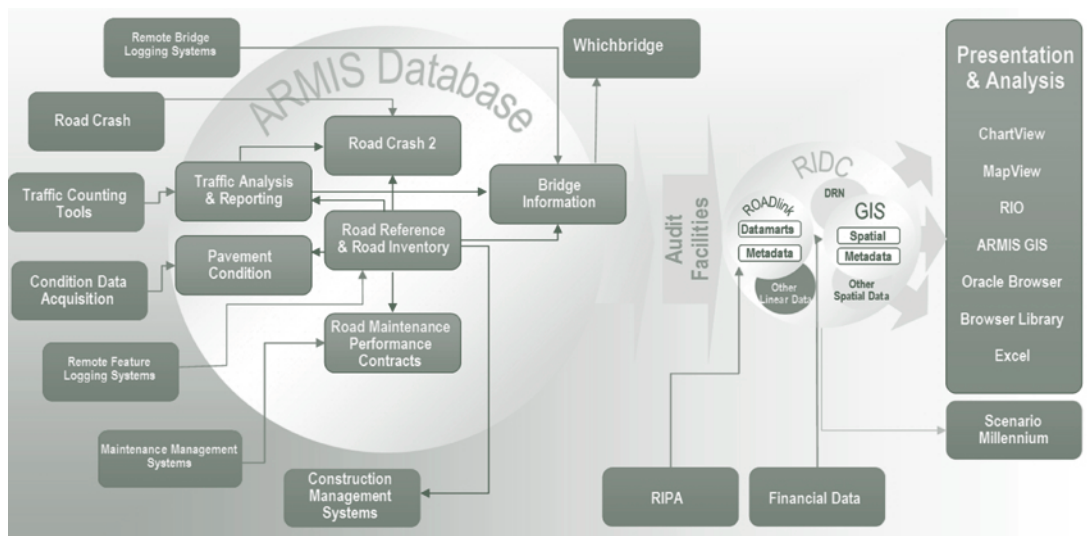 Remote Bridge
Logging Systems
Whichbridge
ARMIS Database
Road Crash
Road Crash 2
Traffic Counting
Tools
Traffic Analysis
& Reporting
Bridge
Information
Road Reference
& Road Inventory
Pavement
Condition
Condition Data
Acquisition
Road Maintenance
Performance
Contracts
Remote Feature
Logging Systems
Maintenance Management
Systems
Construction
Management
Systems
Audit
Facilities
RIDC
DRN
ROADlink
Datamarts
Metadata
Other
Linear Data
GIS
Spatial
Metadata
Other
Spatial Data
RIPA
Financial Data
Presentation
& Analysis
ChartView
MapView
RIO
ARMIS GIS
Oracle Browser
Browser Library
Excel
Scenario
Millennium